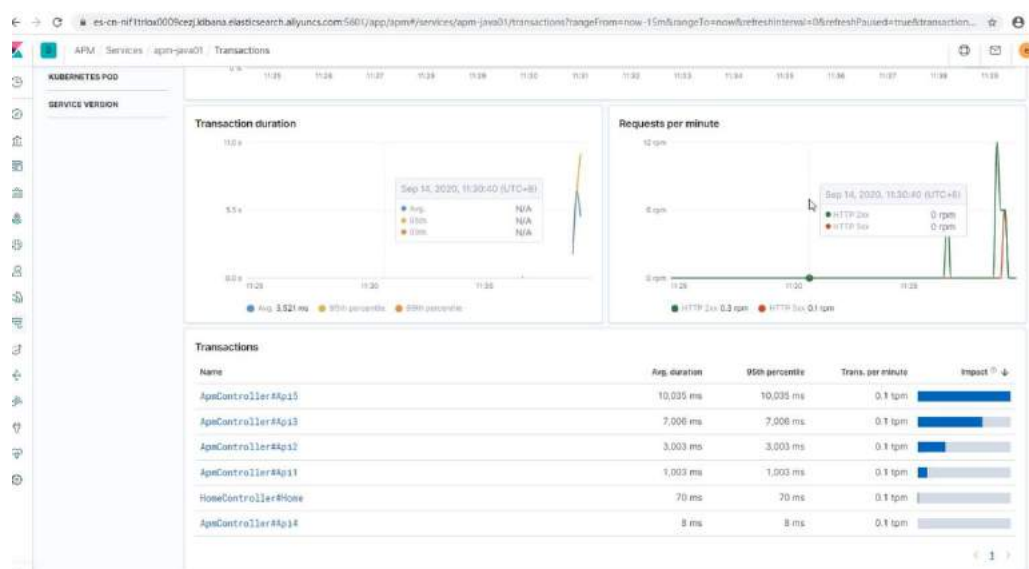 es-cn-nif1trlox0009cezj.kibana.elasticsearch.aliyuncs.com:5601/app/apm#/services/apm-java01/transactions?rangeFrom=now-15m&rangeTo=now&refreshInterval=0&refreshPaused=true&transaction...
APM Services apm-java01 Transactions
KUBERNETES POD
SERVICE VERSION
Transaction duration
11.0 s
5.5 s
0.0 s
11:25 11:30 11:35
Sep 14, 2020, 11:30:40 (UTC+8)
Avg. N/A
95th N/A
99th N/A
Avg. 3,521 ms 95th percentile 99th percentile
Requests per minute
12 rpm
6 rpm
0 rpm
11:25 11:30 11:35
Sep 14, 2020, 11:30:40 (UTC+8)
HTTP 2xx 0 rpm
HTTP 5xx 0 rpm
HTTP 2xx 0.3 rpm HTTP 5xx 0.1 rpm
Transactions
Name Avg. duration 95th percentile Trans. per minute Impact
ApmController#Api5 10,035 ms 10,035 ms 0.1 tpm
ApmController#Api3 7,006 ms 7,006 ms 0.1 tpm
ApmController#Api2 3,003 ms 3,003 ms 0.1 tpm
ApmController#Api1 1,003 ms 1,003 ms 0.1 tpm
HomeController#Home 70 ms 70 ms 0.1 tpm
ApmController#Api4 8 ms 8 ms 0.1 tpm
1